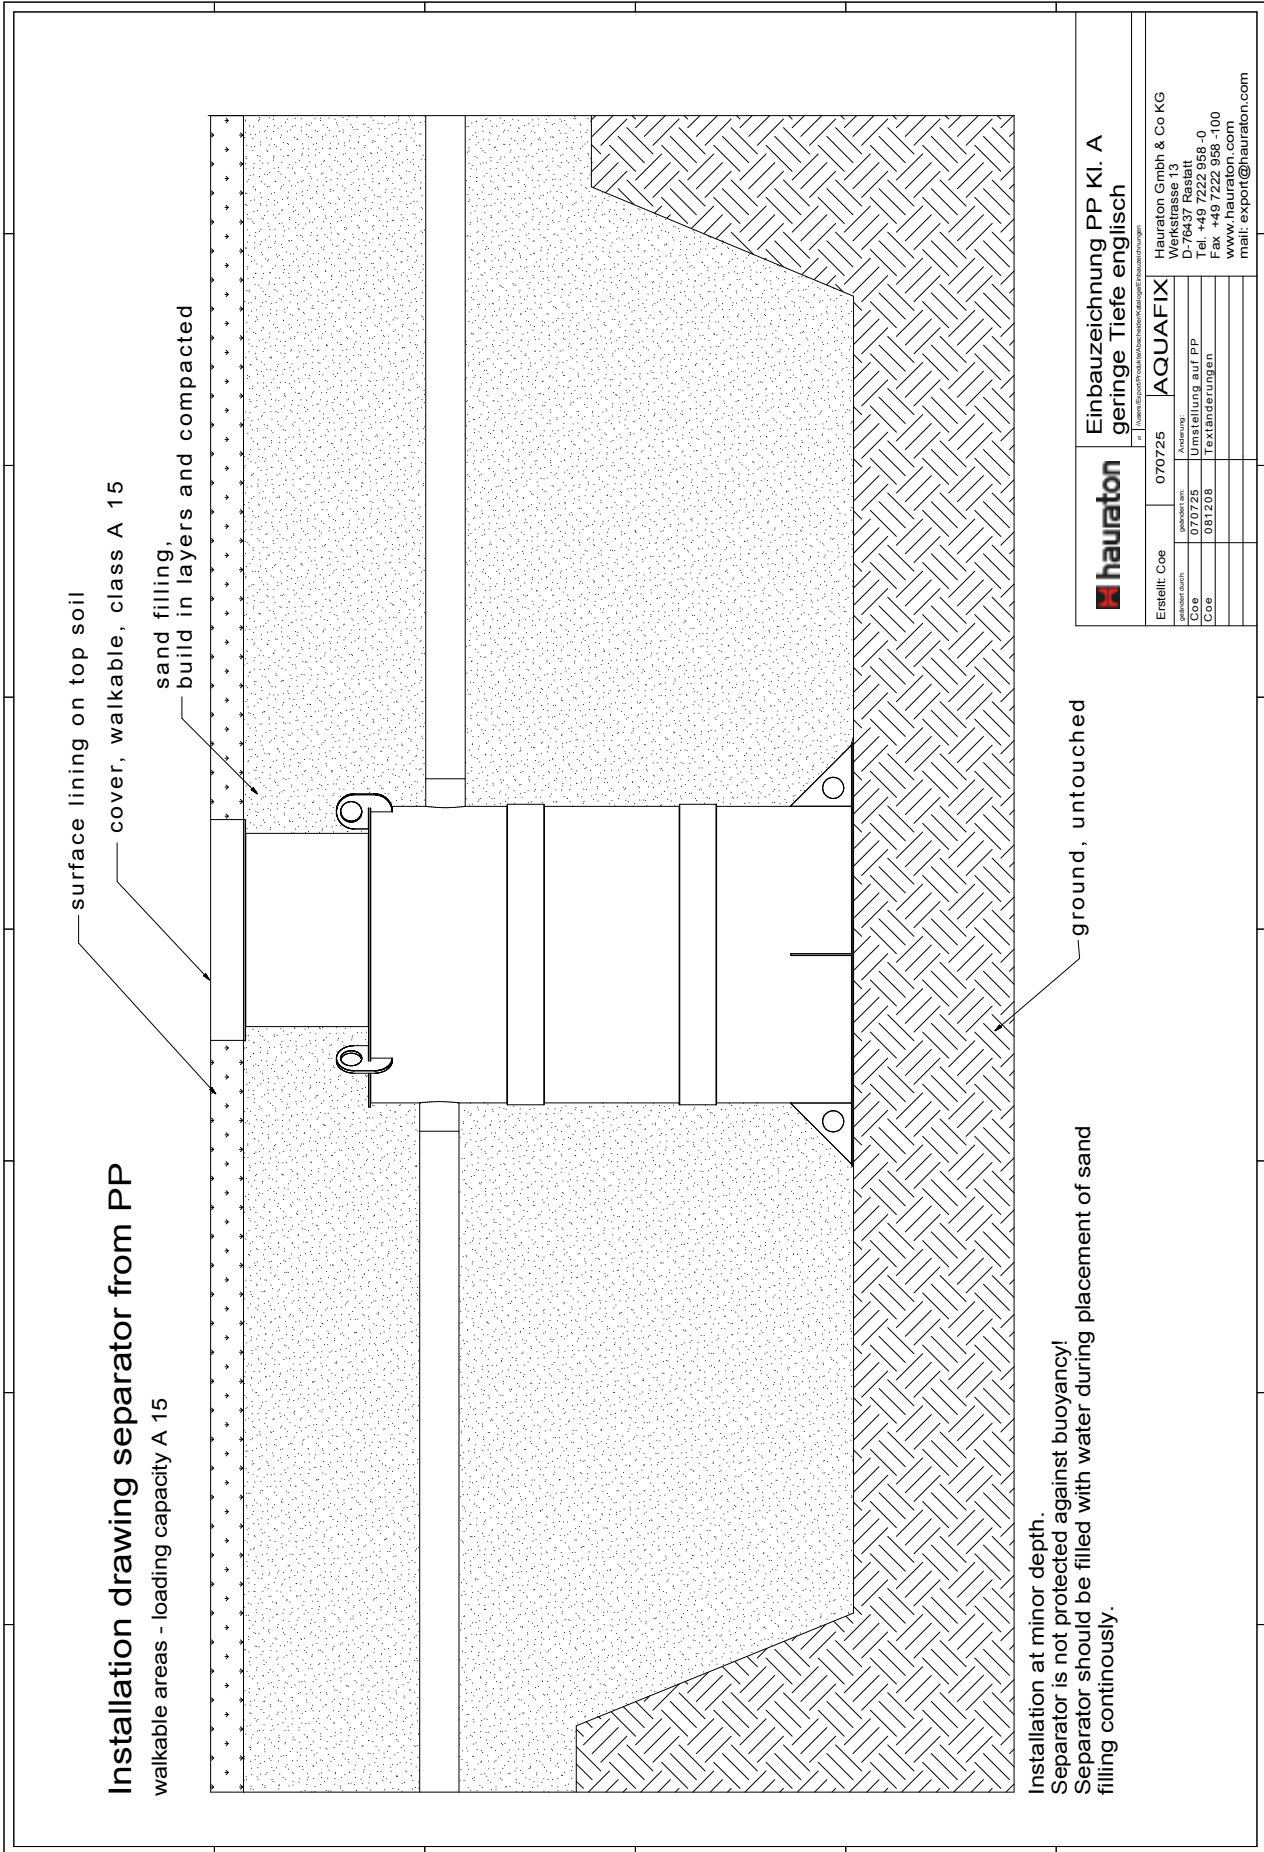 Installation drawing separator from PP
walkable areas - loading capacity A 15
surface lining on top soil
cover, walkable, class A 15
sand filling,
build in layers and compacted
ground, untouched
Installation at minor depth.
Separator is not protected against buoyancy!
Separator should be filled with water during placement of sand
filling continously.
hauraton
Einbauzeichnung PP Kl. A
geringe Tiefe englisch
Erstellt: Coe
070725
AQUAFIX
geändert durch:
geändert am:
Änderung:
Coe
070725
Umstellung auf PP
Coe
081208
Textänderungen
Hauraton Gmbh & Co KG
Werkstrasse 13
D-76437 Rastatt
Tel. +49 7222 958 -0
Fax +49 7222 958 -100
www.hauraton.com
mail: export@hauraton.com